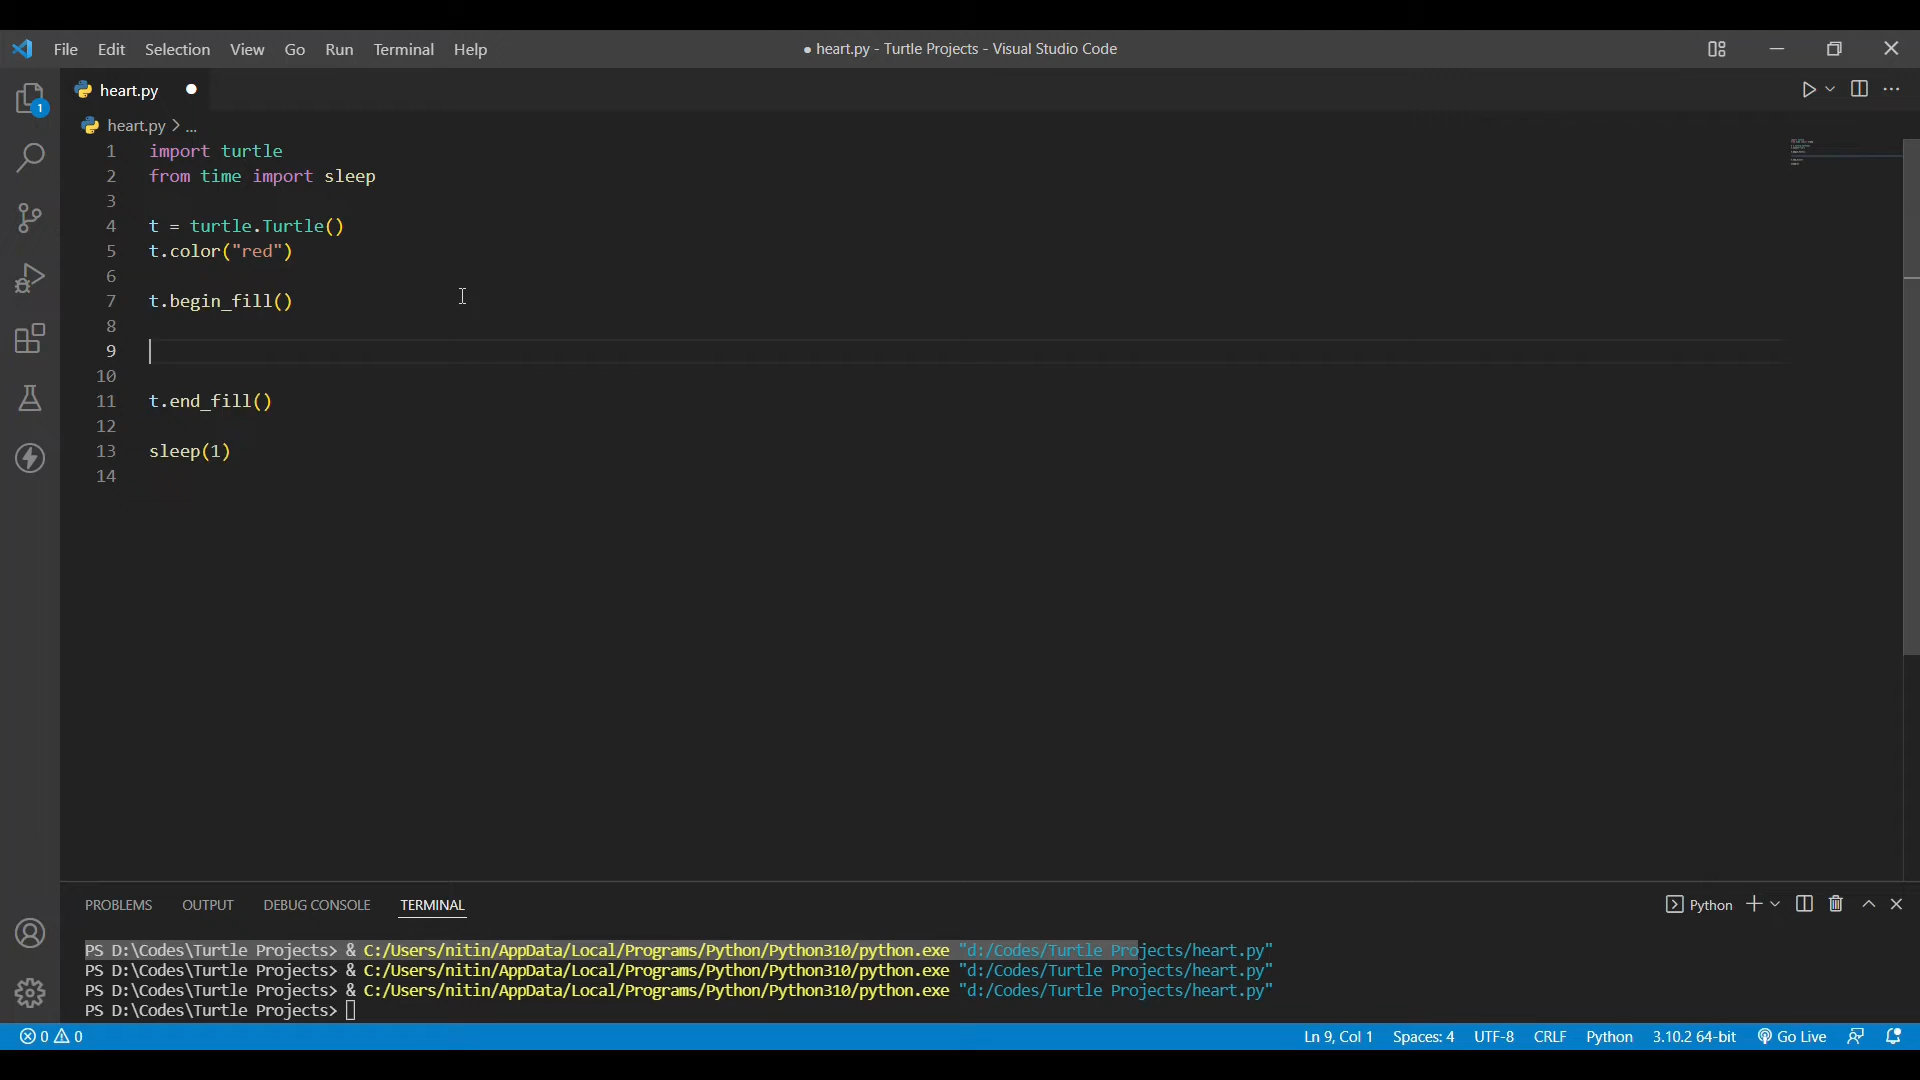 File Edit Selection View Go Run Terminal Help
● heart.py - Turtle Projects - Visual Studio Code
heart.py ●
heart.py > ...
1 import turtle
2 from time import sleep
3
4 t = turtle.Turtle()
5 t.color("red")
6
7 t.begin_fill()
8
9
10
11 t.end_fill()
12
13 sleep(1)
14
1
PROBLEMS OUTPUT DEBUG CONSOLE TERMINAL
Python
PS D:\Codes\Turtle Projects> & C:/Users/nitin/AppData/Local/Programs/Python/Python310/python.exe "d:/Codes/Turtle Projects/heart.py"
PS D:\Codes\Turtle Projects> & C:/Users/nitin/AppData/Local/Programs/Python/Python310/python.exe "d:/Codes/Turtle Projects/heart.py"
PS D:\Codes\Turtle Projects> & C:/Users/nitin/AppData/Local/Programs/Python/Python310/python.exe "d:/Codes/Turtle Projects/heart.py"
PS D:\Codes\Turtle Projects>
0 0 Ln 9, Col 1 Spaces: 4 UTF-8 CRLF Python 3.10.2 64-bit Go Live